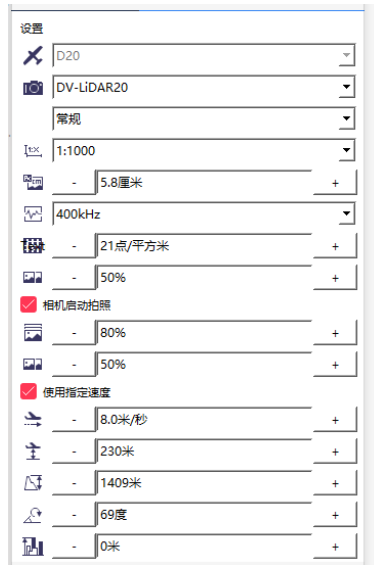 设置
D20
DV-LiDAR20
常规
1:1000
- 5.8厘米 +
400kHz
- 21点/平方米 +
- 50% +
相机启动拍照
- 80% +
- 50% +
使用指定速度
- 8.0米/秒 +
- 230米 +
- 1409米 +
- 69度 +
- 0米 +